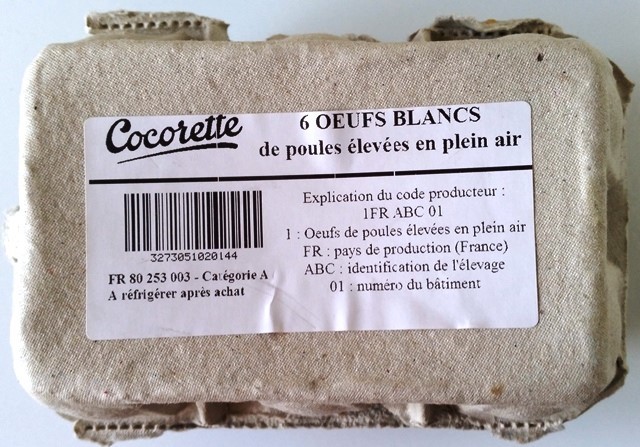 Cocorette
6 OEUFS BLANCS
de poules élevées en plein air
3273051020144
FR 80 253 003 - Catégorie A
A réfrigérer après achat
Explication du code producteur :
1FR ABC 01
1 : Oeufs de poules élevées en plein air
FR : pays de production (France)
ABC : identification de l'élevage
01 : numéro du bâtiment